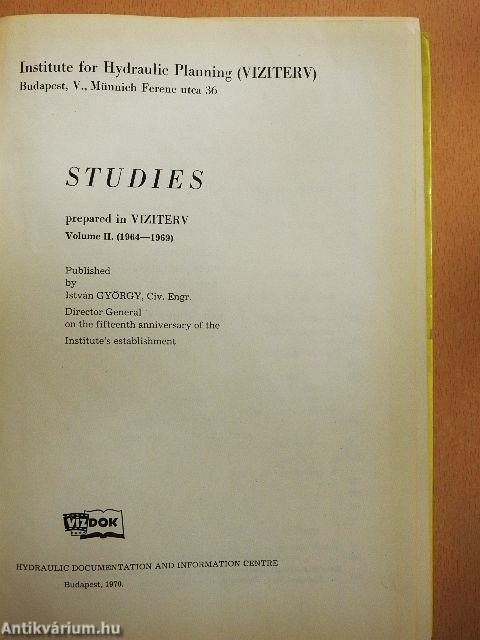 Institute for Hydraulic Planning (VIZITERV)
Budapest, V., Münnich Ferenc utca 36
STUDIES
prepared in VIZITERV
Volume II. (1964—1969)
Published
by
István GYÖRGY, Civ. Engr.
Director General
on the fifteenth anniversary of the
Institute's establishment
VIZDOK
HYDRAULIC DOCUMENTATION AND INFORMATION CENTRE
Budapest, 1970.
Antikvárium.hu